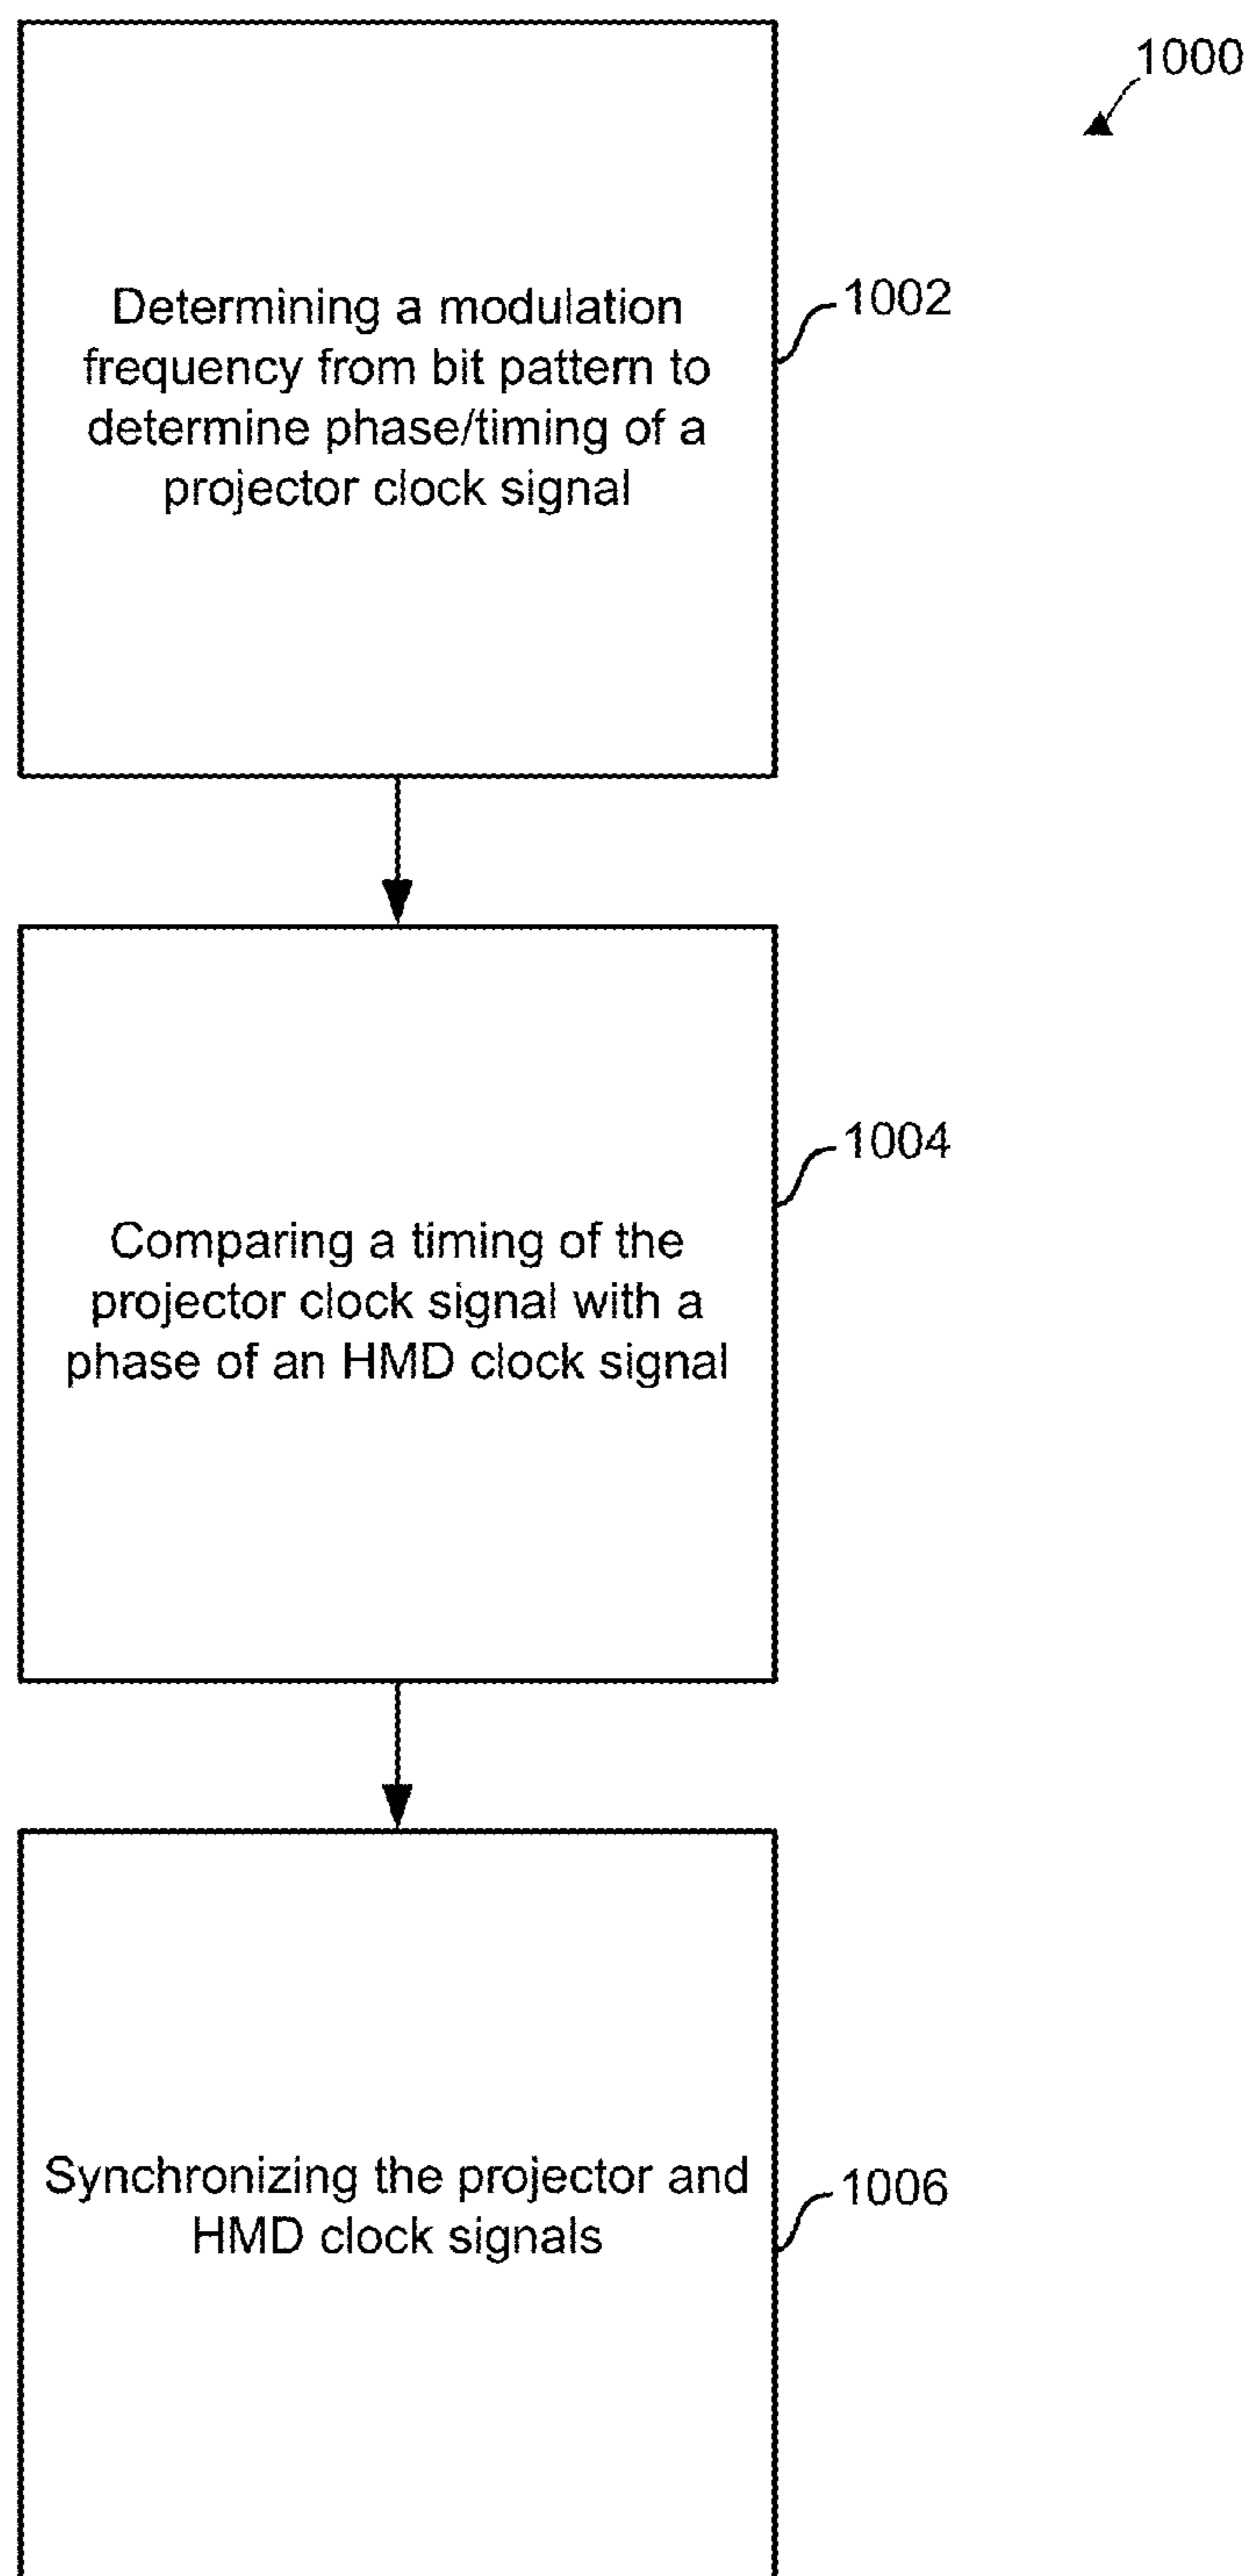 1000
Determining a modulation
frequency from bit pattern to
determine phase/timing of a
projector clock signal
1002
Comparing a timing of the
projector clock signal with a
phase of an HMD clock signal
1004
Synchronizing the projector and
HMD clock signals
1006